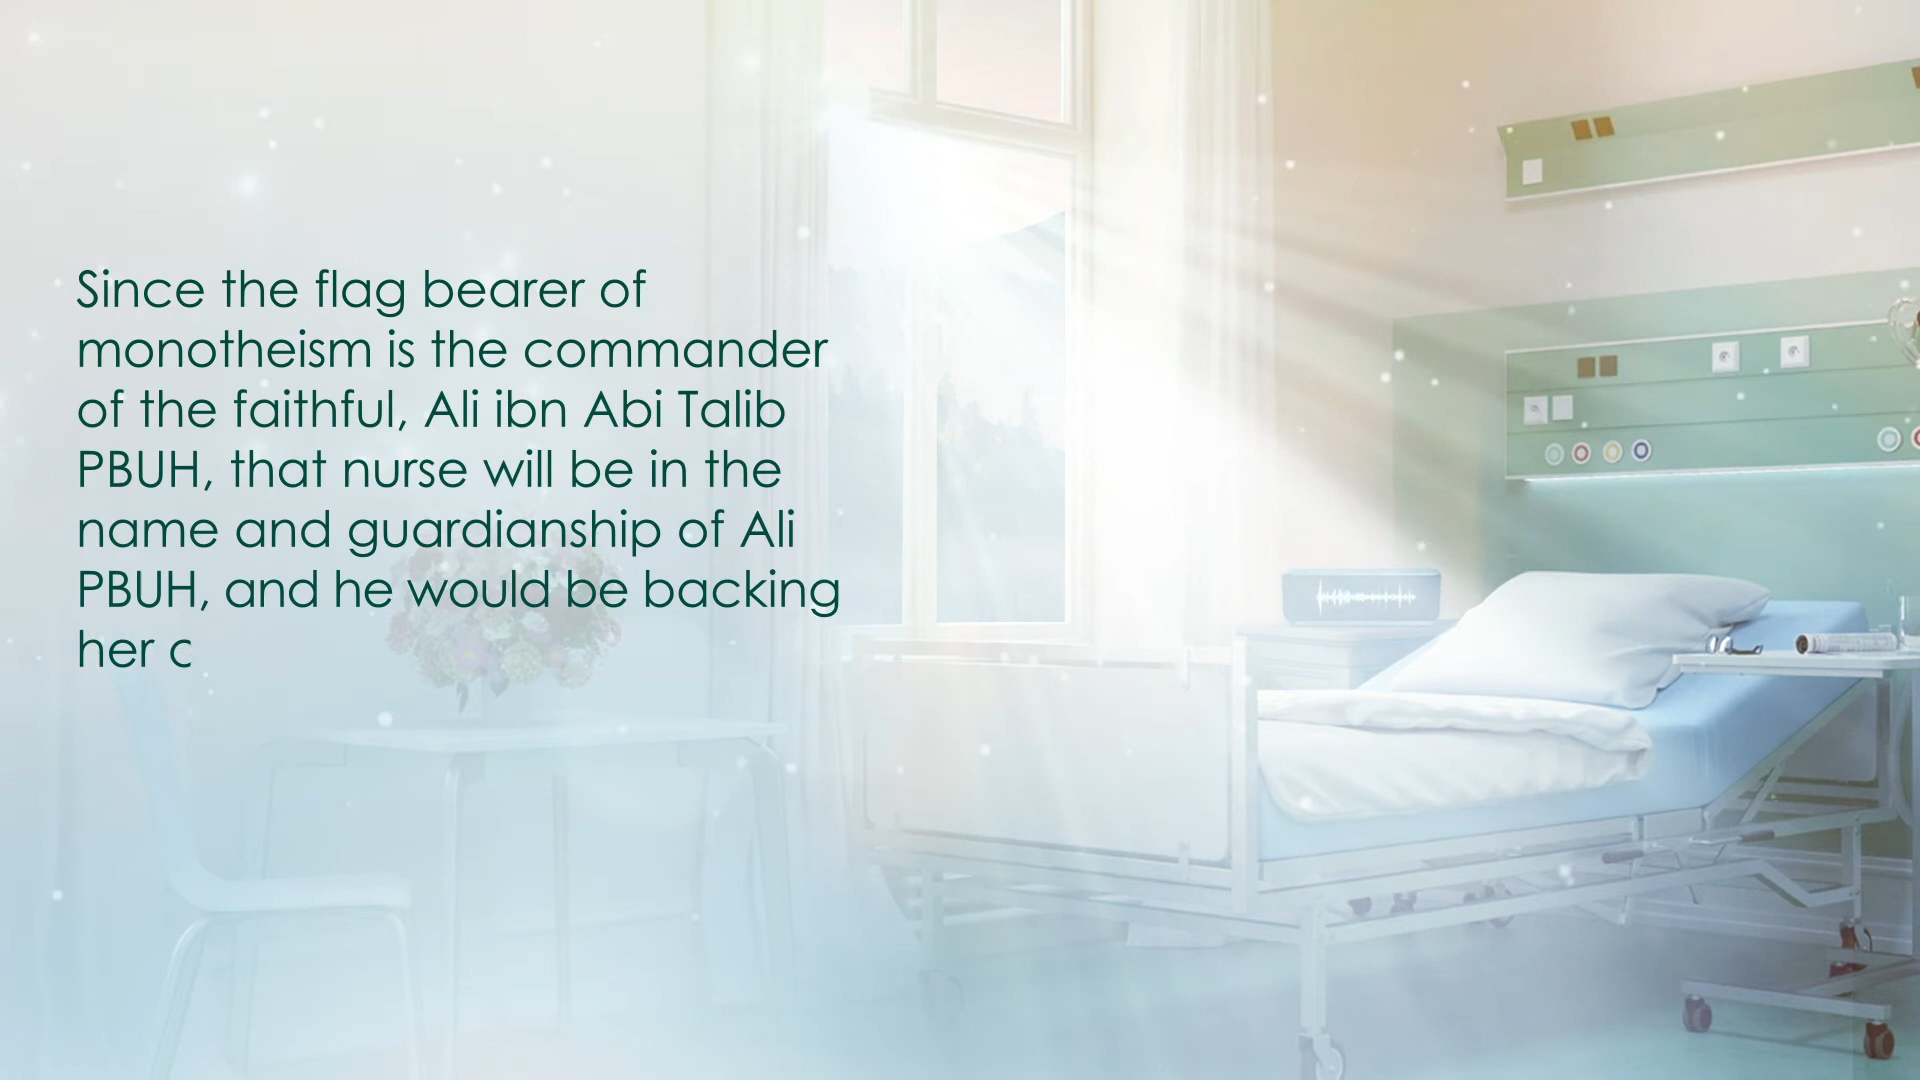 Since the flag bearer of
monotheism is the commander
of the faithful, Ali ibn Abi Talib
PBUH, that nurse will be in the
name and guardianship of Ali
PBUH, and he would be backing
her c